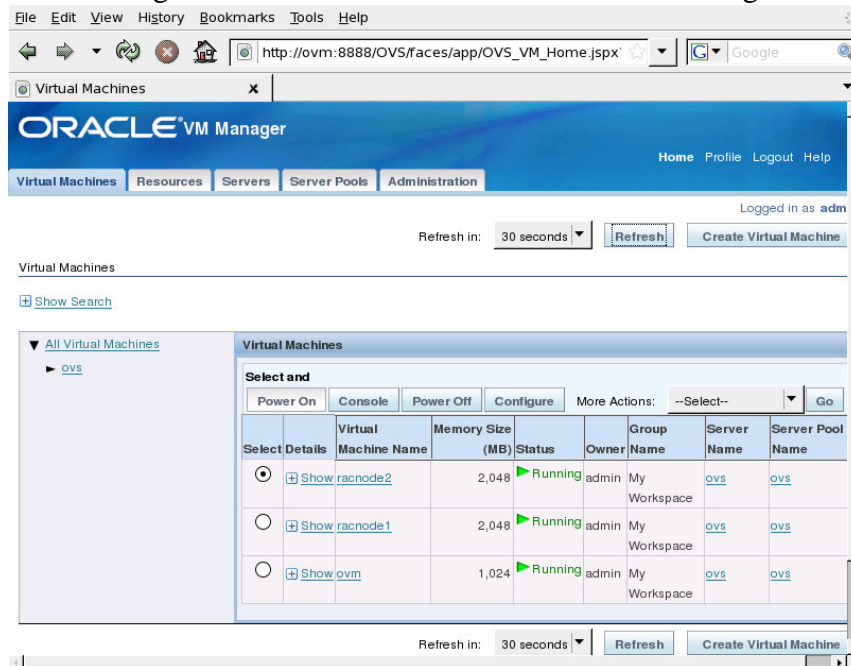 File Edit View History Bookmarks Tools Help
http://ovm:8888/OVS/faces/app/OVS_VM_Home.jspx
G Google
Virtual Machines x
ORACLE VM Manager
Home Profile Logout Help
Virtual Machines Resources Servers Server Pools Administration
Logged in as adm
Refresh in: 30 seconds Refresh Create Virtual Machine
Virtual Machines
Show Search
All Virtual Machines
ovs
Virtual Machines
Select and
Power On Console Power Off Configure More Actions: --Select-- Go
Select Details Virtual Machine Name Memory Size (MB) Status Owner Group Name Server Name Server Pool Name
Show racnode2 2,048 Running admin My Workspace ovs ovs
Show racnode1 2,048 Running admin My Workspace ovs ovs
Show ovm 1,024 Running admin My Workspace ovs ovs
Refresh in: 30 seconds Refresh Create Virtual Machine